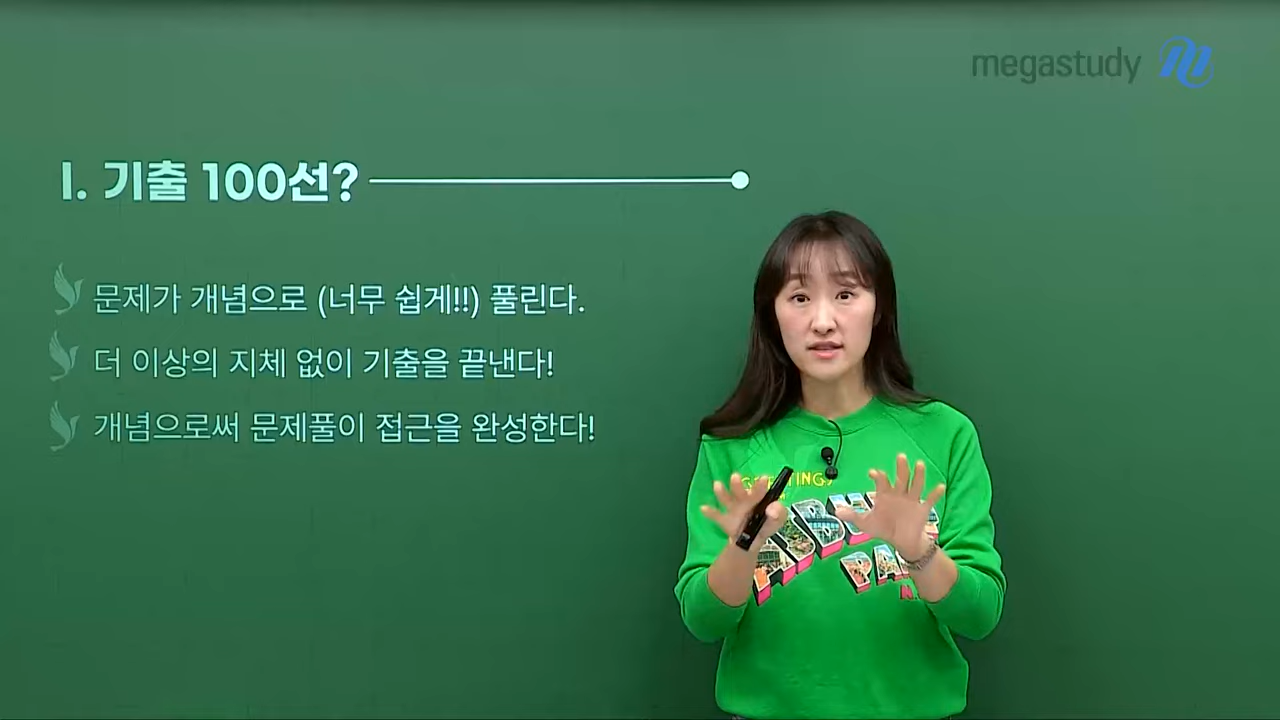 megastudy
I. 기출 100선?
문제가 개념으로 (너무 쉽게!!) 풀린다.
더 이상의 지체 없이 기출을 끝낸다!
개념으로써 문제풀이 접근을 완성한다!